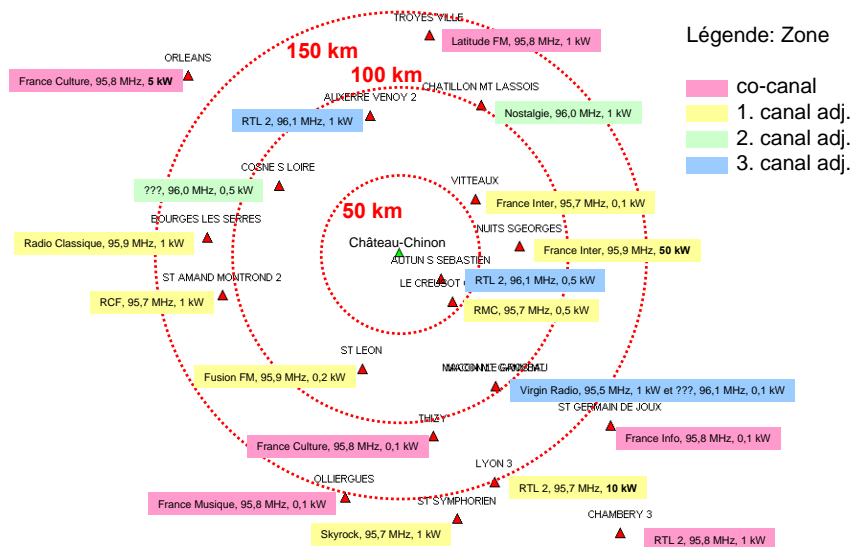 TROYES VILLE
Latitude FM, 95,8 MHz, 1 kW
Légende: Zone
150 km
ORLEANS
France Culture, 95,8 MHz, 5 kW
100 km
co-canal
CHATILLON MT LASSOIS
1. canal adj.
AUXERRE VENOY 2
Nostalgie, 96,0 MHz, 1 kW
2. canal adj.
RTL 2, 96,1 MHz, 1 kW
3. canal adj.
COSNE S LOIRE
VITTEAUX
???, 96,0 MHz, 0,5 kW
France Inter, 95,7 MHz, 0,1 kW
50 km
BOURGES LES SERRES
NUITS SGEORGES
Radio Classique, 95,9 MHz, 1 kW
Château-Chinon
France Inter, 95,9 MHz, 50 kW
AUTUN S SEBASTIEN
ST AMAND MONTROND 2
RTL 2, 96,1 MHz, 0,5 kW
LE CREUSOT
RCF, 95,7 MHz, 1 kW
RMC, 95,7 MHz, 0,5 kW
ST LEON
Fusion FM, 95,9 MHz, 0,2 kW
Virgin Radio, 95,5 MHz, 1 kW et ???, 96,1 MHz, 0,1 kW
THIZY
ST GERMAIN DE JOUX
France Culture, 95,8 MHz, 0,1 kW
France Info, 95,8 MHz, 0,1 kW
LYON 3
OLLIERGUES
RTL 2, 95,7 MHz, 10 kW
France Musique, 95,8 MHz, 0,1 kW
ST SYMPHORIEN
Skyrock, 95,7 MHz, 1 kW
CHAMBERY 3
RTL 2, 95,8 MHz, 1 kW